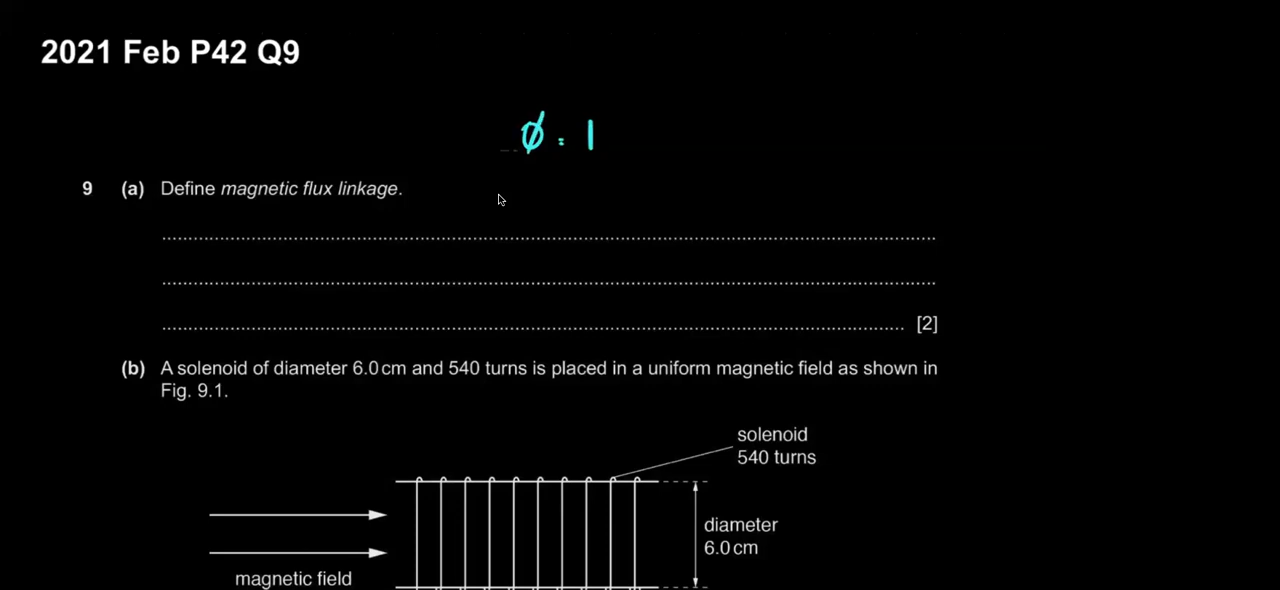 2021 Feb P42 Q9
Ø = 1
9 (a) Define magnetic flux linkage.
[2]
(b) A solenoid of diameter 6.0 cm and 540 turns is placed in a uniform magnetic field as shown in
Fig. 9.1.
solenoid
540 turns
diameter
6.0 cm
magnetic field